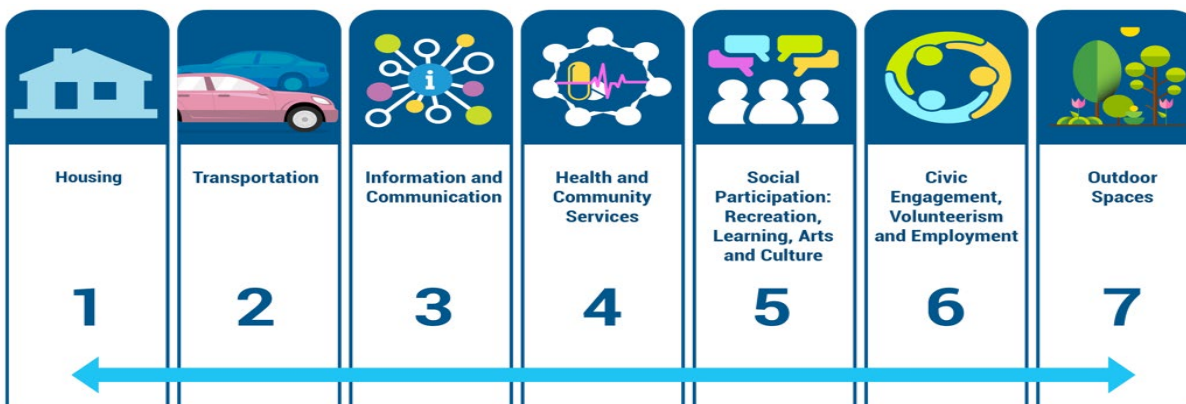 i
Housing
Transportation
Information and
Communication
Health and
Community
Services
Social
Participation:
Recreation,
Learning, Arts
and Culture
Civic
Engagement,
Volunteerism
and Employment
Outdoor
Spaces
1
2
3
4
5
6
7